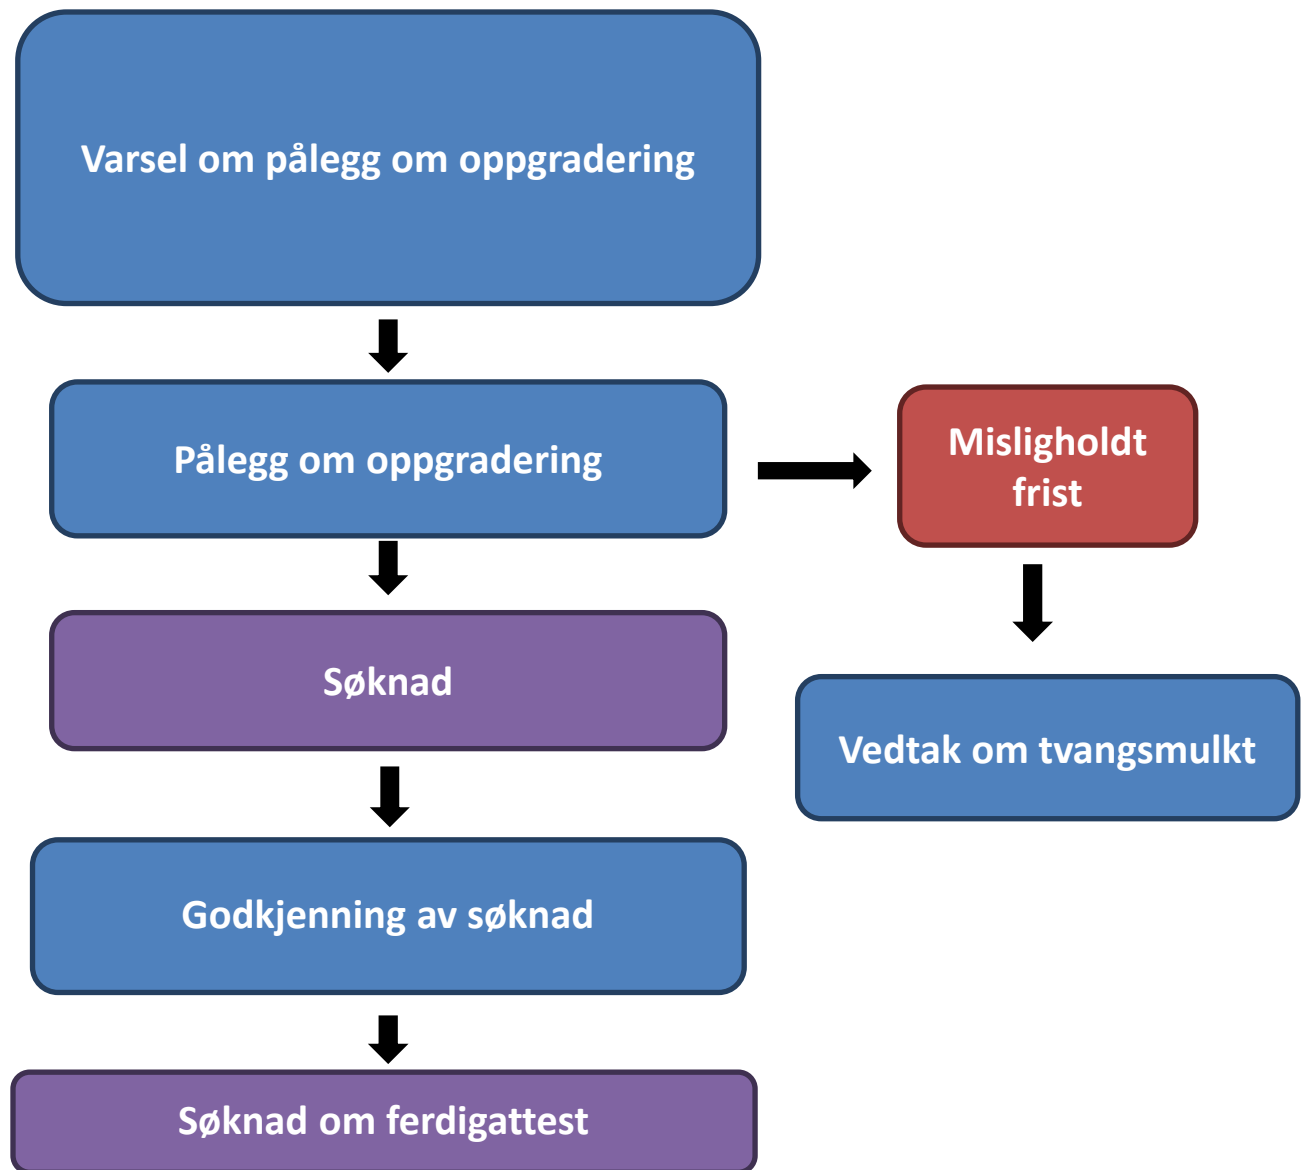 Varsel om pålegg om oppgradering
Pålegg om oppgradering
Misligholdt
frist
Søknad
Vedtak om tvangsmulkt
Godkjenning av søknad
Søknad om ferdigattest